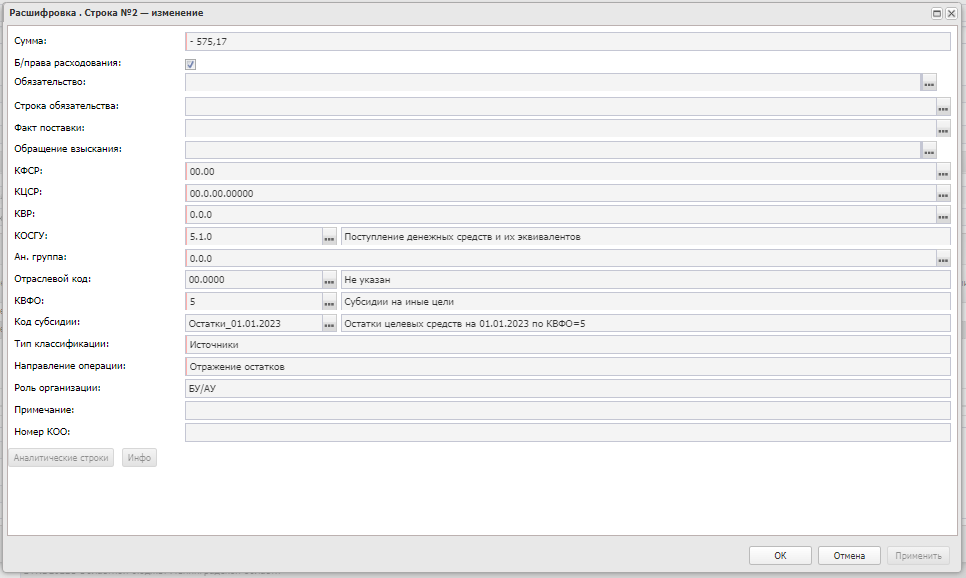 Расшифровка . Строка №2 — изменение
Сумма: - 575,17
Б/права расходования:
Обязательство:
Строка обязательства:
Факт поставки:
Обращение взыскания:
КФСР: 00.00
КЦСР: 00.0.00.00000
КВР: 0.0.0
КОСГУ: 5.1.0 Поступление денежных средств и их эквивалентов
Ан. группа: 0.0.0
Отраслевой код: 00.0000 Не указан
КВФО: 5 Субсидии на иные цели
Код субсидии: Остатки_01.01.2023 Остатки целевых средств на 01.01.2023 по КВФО=5
Тип классификации: Источники
Направление операции: Отражение остатков
Роль организации: БУ/АУ
Примечание:
Номер КОО:
Аналитические строки Инфо
ОК Отмена Применить